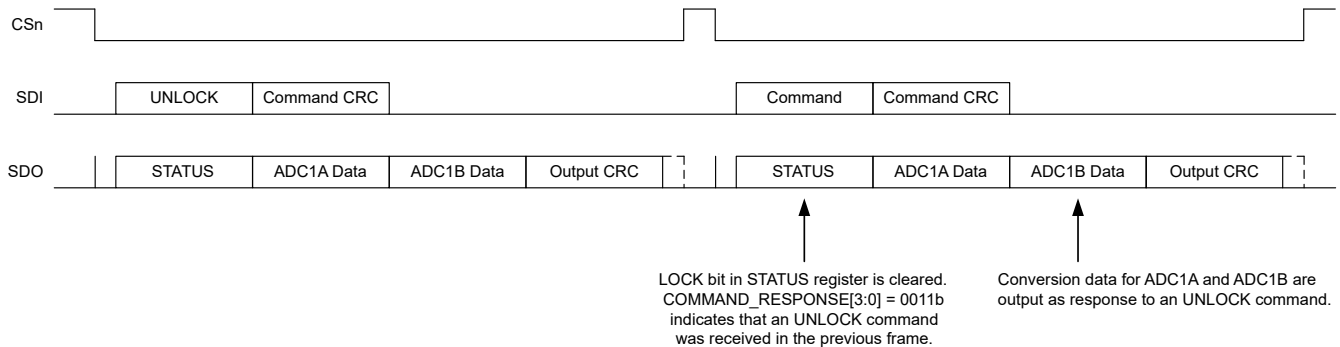 CSn
SDI UNLOCK Command CRC Command Command CRC
SDO STATUS ADC1A Data ADC1B Data Output CRC STATUS ADC1A Data ADC1B Data Output CRC
LOCK bit in STATUS register is cleared.
COMMAND_RESPONSE[3:0] = 0011b
indicates that an UNLOCK command
was received in the previous frame.
Conversion data for ADC1A and ADC1B are
output as response to an UNLOCK command.